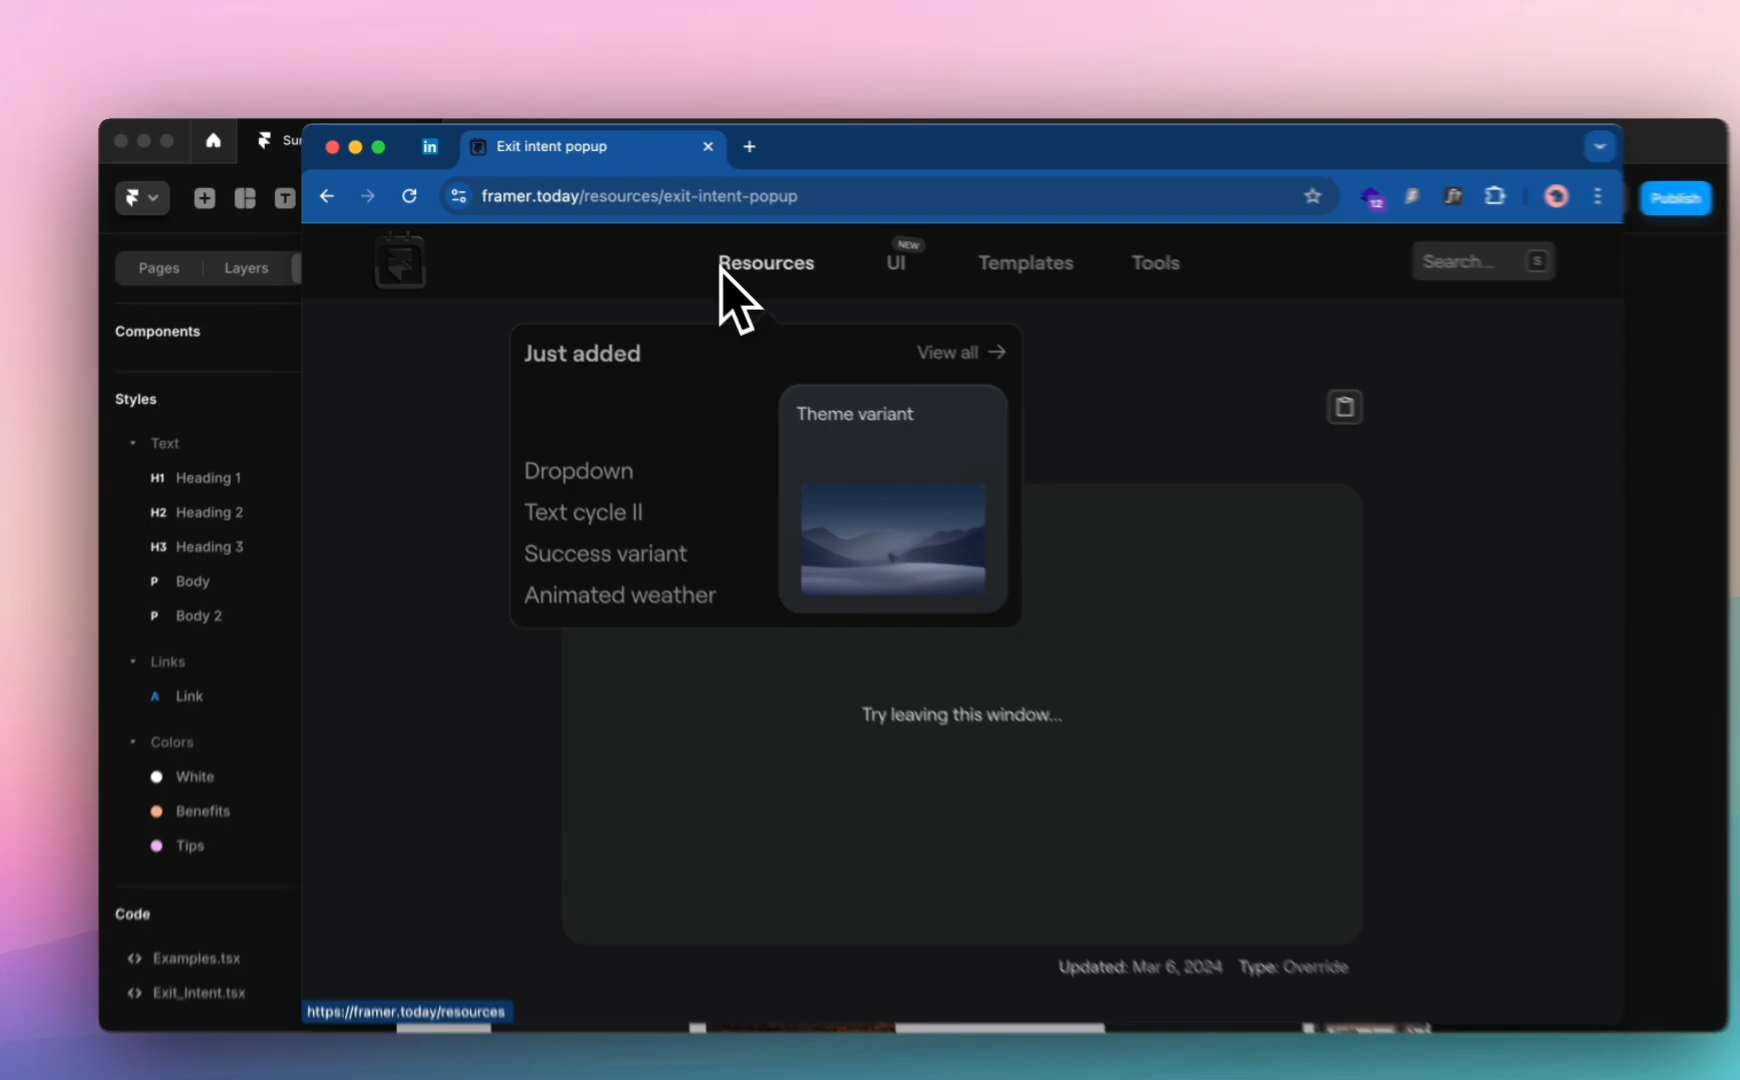 Sur
Exit intent popup
framer.today/resources/exit-intent-popup
12
Publish
T
Pages
Layers
Components
Styles
Text
H1 Heading 1
H2 Heading 2
H3 Heading 3
P Body
P Body 2
Links
A Link
Colors
White
Benefits
Tips
Code
Examples.tsx
Exit_Intent.tsx
Resources
NEW
UI
Templates
Tools
Search...
S
Just added
View all
Theme variant
Dropdown
Text cycle II
Success variant
Animated weather
Try leaving this window...
Updated: Mar 6, 2024 Type: Override
https://framer.today/resources
in